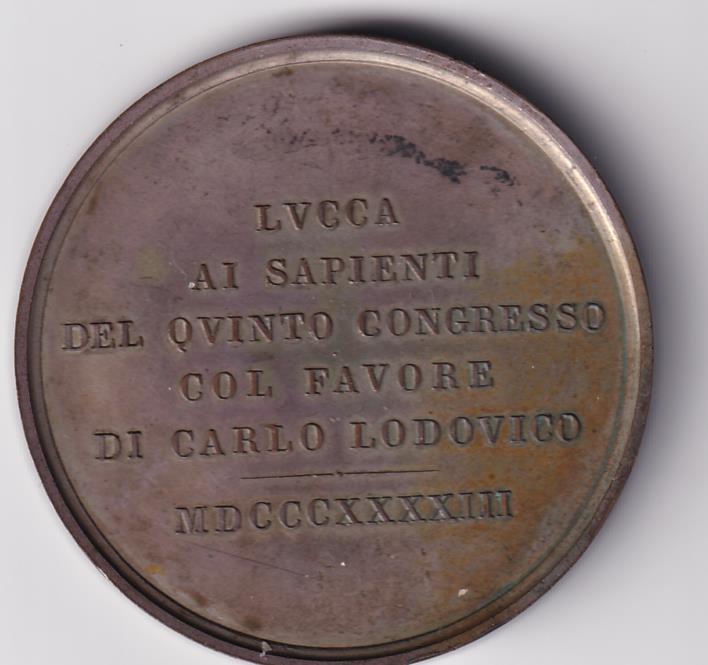 LVCCA
AI SAPIENTI
DEL QVINTO CONGRESSO
COL FAVORE
DI CARLO LODOVICO
MDCCCXXXXIII